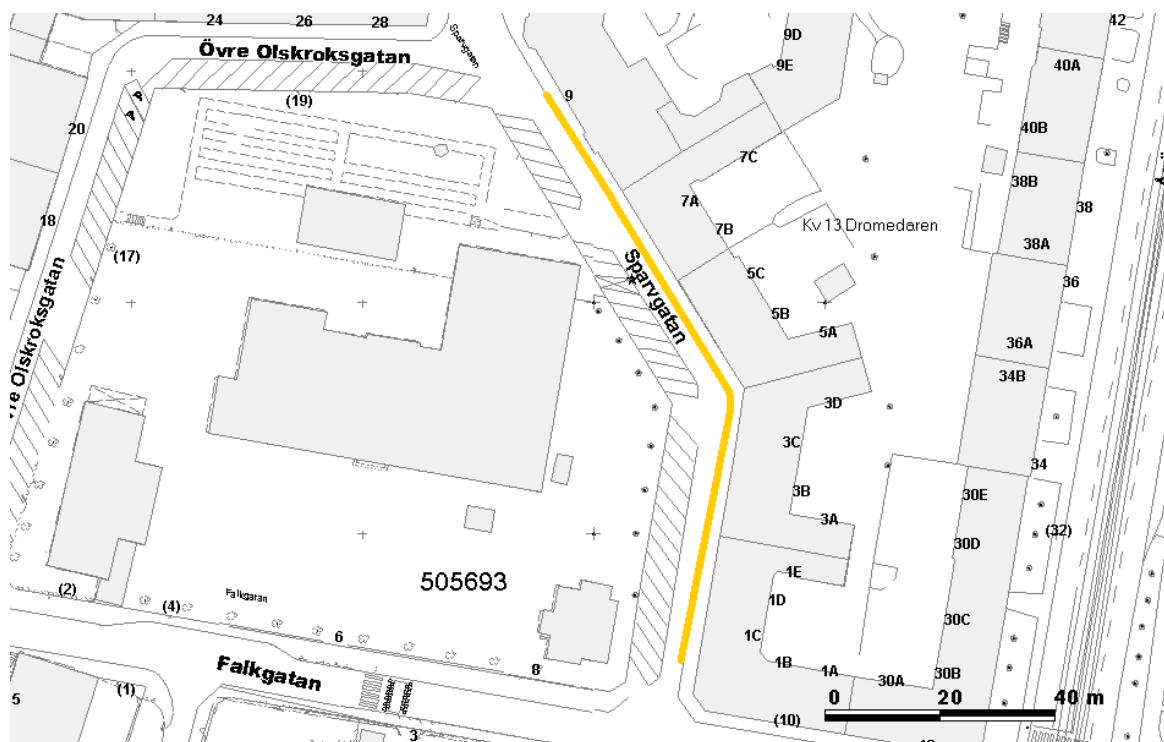 24 26 28
42
Övre Olskroksgatan
Sparvgatan
9D
9E
40A
(19)
9
20
40B
7C
38B
18
7A
38
7B
Kv 13 Dromedaren
38A
(17)
Sparvgatan
5C
36
5B
5A
36A
34B
vre Olskroksgatan
3D
3C
34
3B
30E
3A
(32)
30D
505693
1E
(2)
(4)
Falkgatan
1D
30C
6
1C
8
1B
1A
30B
Falkgatan
30A
(1)
5
0 20 40 m
(10)
3